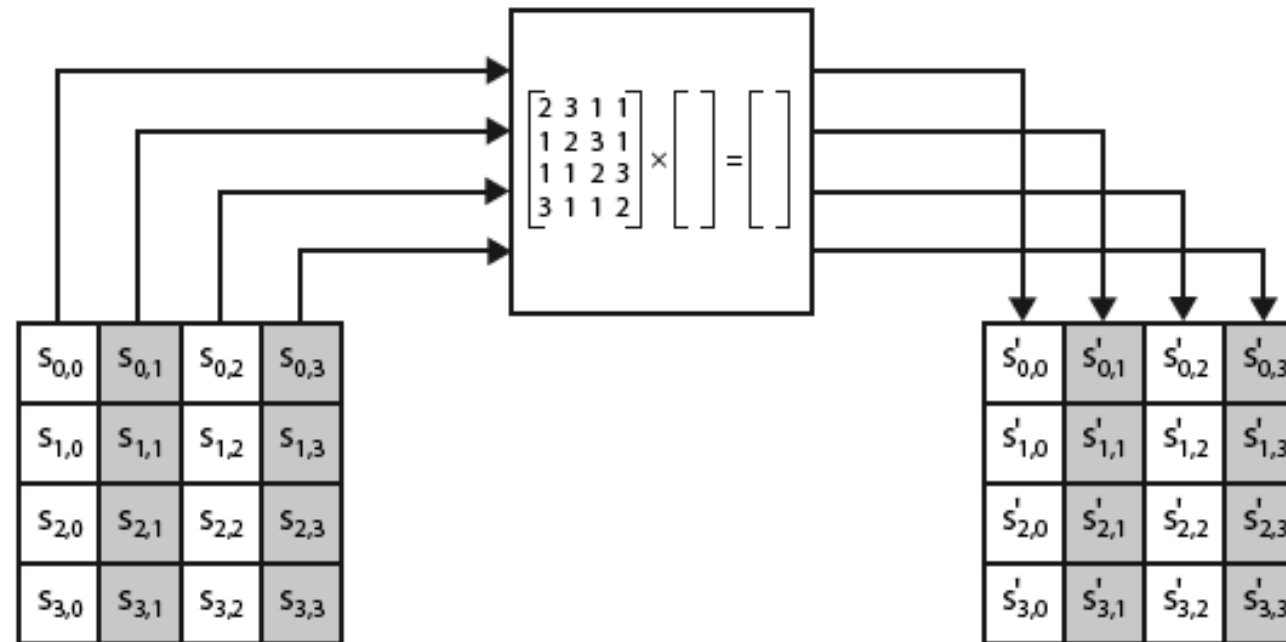 2 3 1 1
1 2 3 1
1 1 2 3
3 1 1 2
× =
S0,0 S0,1 S0,2 S0,3
S1,0 S1,1 S1,2 S1,3
S2,0 S2,1 S2,2 S2,3
S3,0 S3,1 S3,2 S3,3
S'0,0 S'0,1 S'0,2 S'0,3
S'1,0 S'1,1 S'1,2 S'1,3
S'2,0 S'2,1 S'2,2 S'2,3
S'3,0 S'3,1 S'3,2 S'3,3